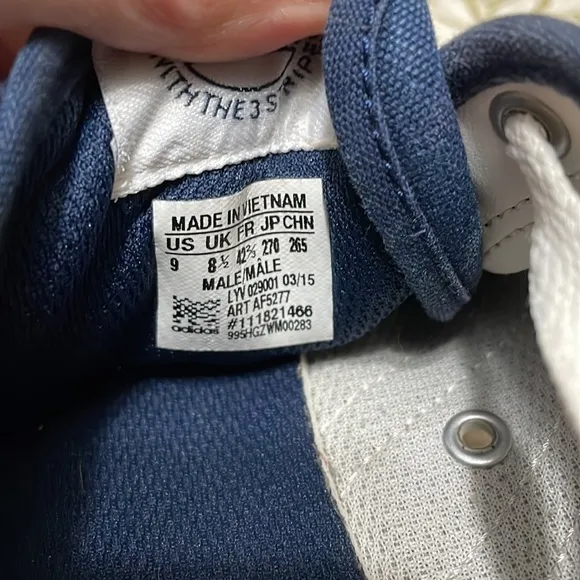 WITH THE 3 STRIPE
MADE IN VIETNAM
US UK FR JP CHN
9 8½ 42⅔ 270 265
MALE/MÂLE
LYV 029001 03/15
ART AF5277
#111821466
995HGZWM00283
adidas